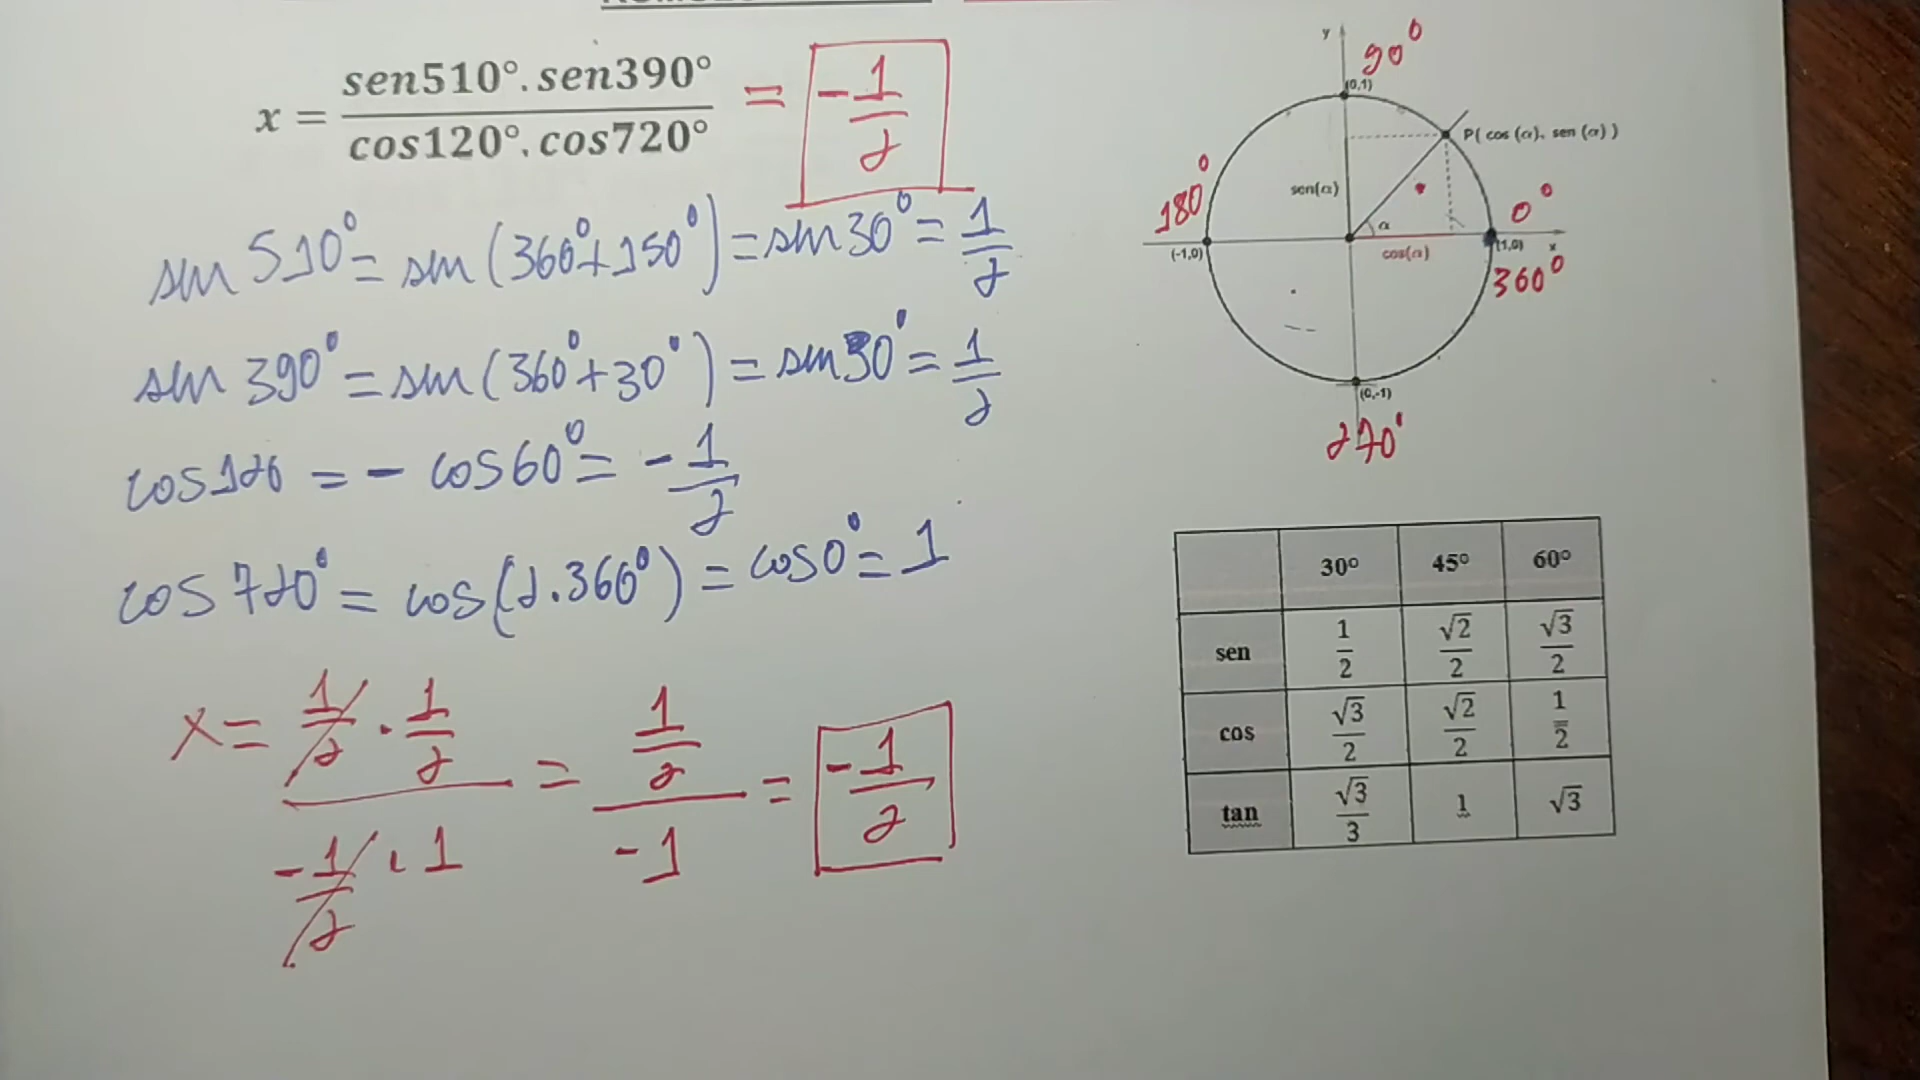 x = sen510°.sen390° / cos120°.cos720° = -1/2
sen 510° = sen (360° + 150°) = sen 30° = 1/2
sen 390° = sen (360° + 30°) = sen 30° = 1/2
cos 120 = - cos 60° = - 1/2
cos 720° = cos (2.360°) = cos 0° = 1
x = 1/2 . 1/2 / -1/2 . 1 = 1/2 / -1 = -1/2
y
90°
(0,1)
P( cos (α), sen (α) )
180°
sen(α)
0°
α
(-1,0)
cos(α)
(1,0)
x
360°
(0,-1)
270°
30° 45° 60°
sen 1/2 √2/2 √3/2
cos √3/2 √2/2 1/2
tan √3/3 1 √3